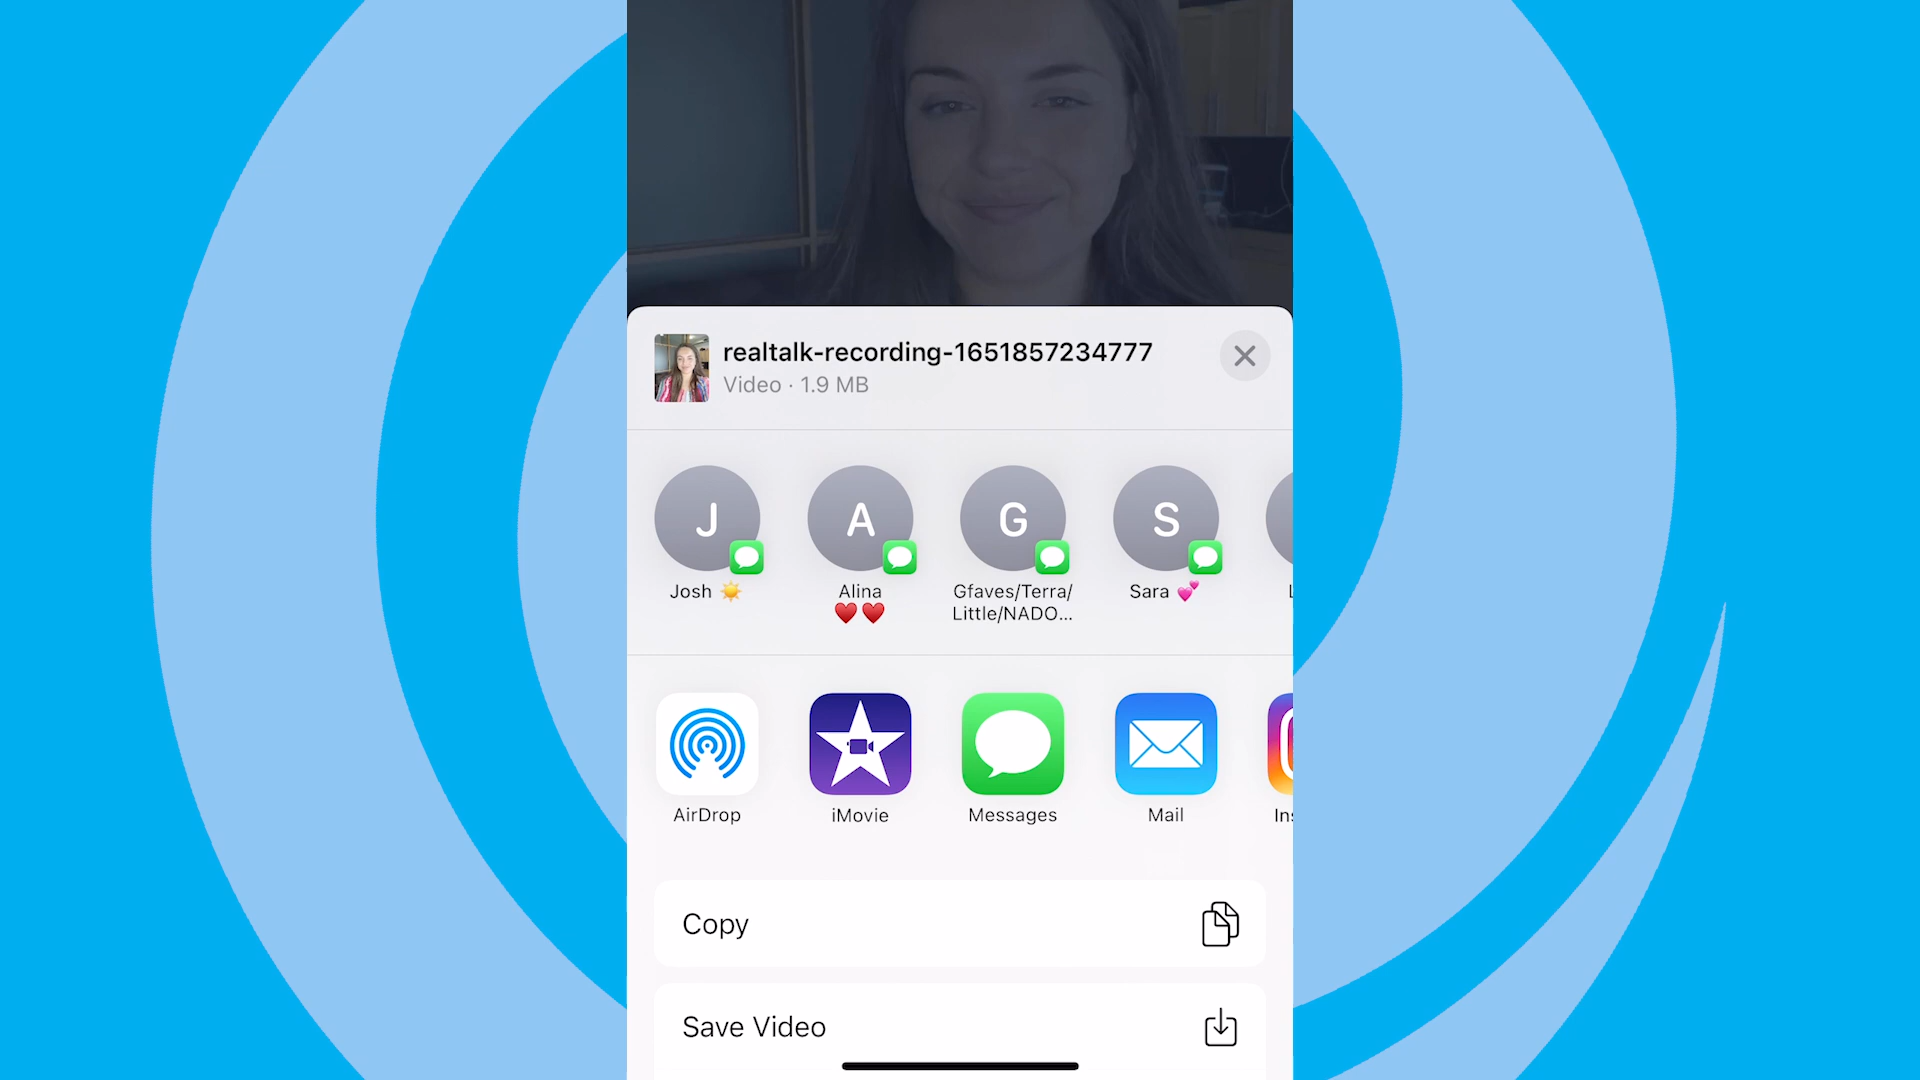 realtalk-recording-1651857234777
Video · 1.9 MB
J
A
G
S
Josh ☀️
Alina
❤️❤️
Gfaves/Terra/
Little/NADO...
Sara 💕
AirDrop
iMovie
Messages
Mail
Ins
Copy
Save Video